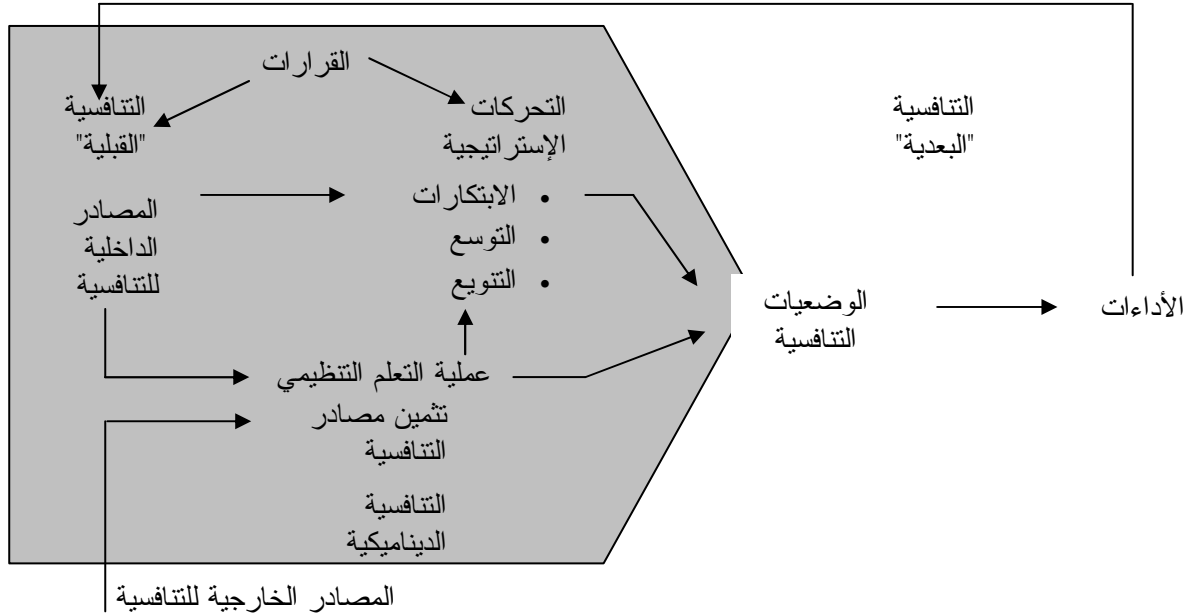 القرارات
التنافسية
"القبلية"
التحركات
الإستراتيجية
التنافسية
"البعدية"
المصادر
الداخلية
للتنافسية
• الابتكارات
• التوسع
• التنويع
الوضعيات
التنافسية
الأداءات
عملية التعلم التنظيمي
تثمين مصادر
التنافسية
التنافسية
الديناميكية
المصادر الخارجية للتنافسية